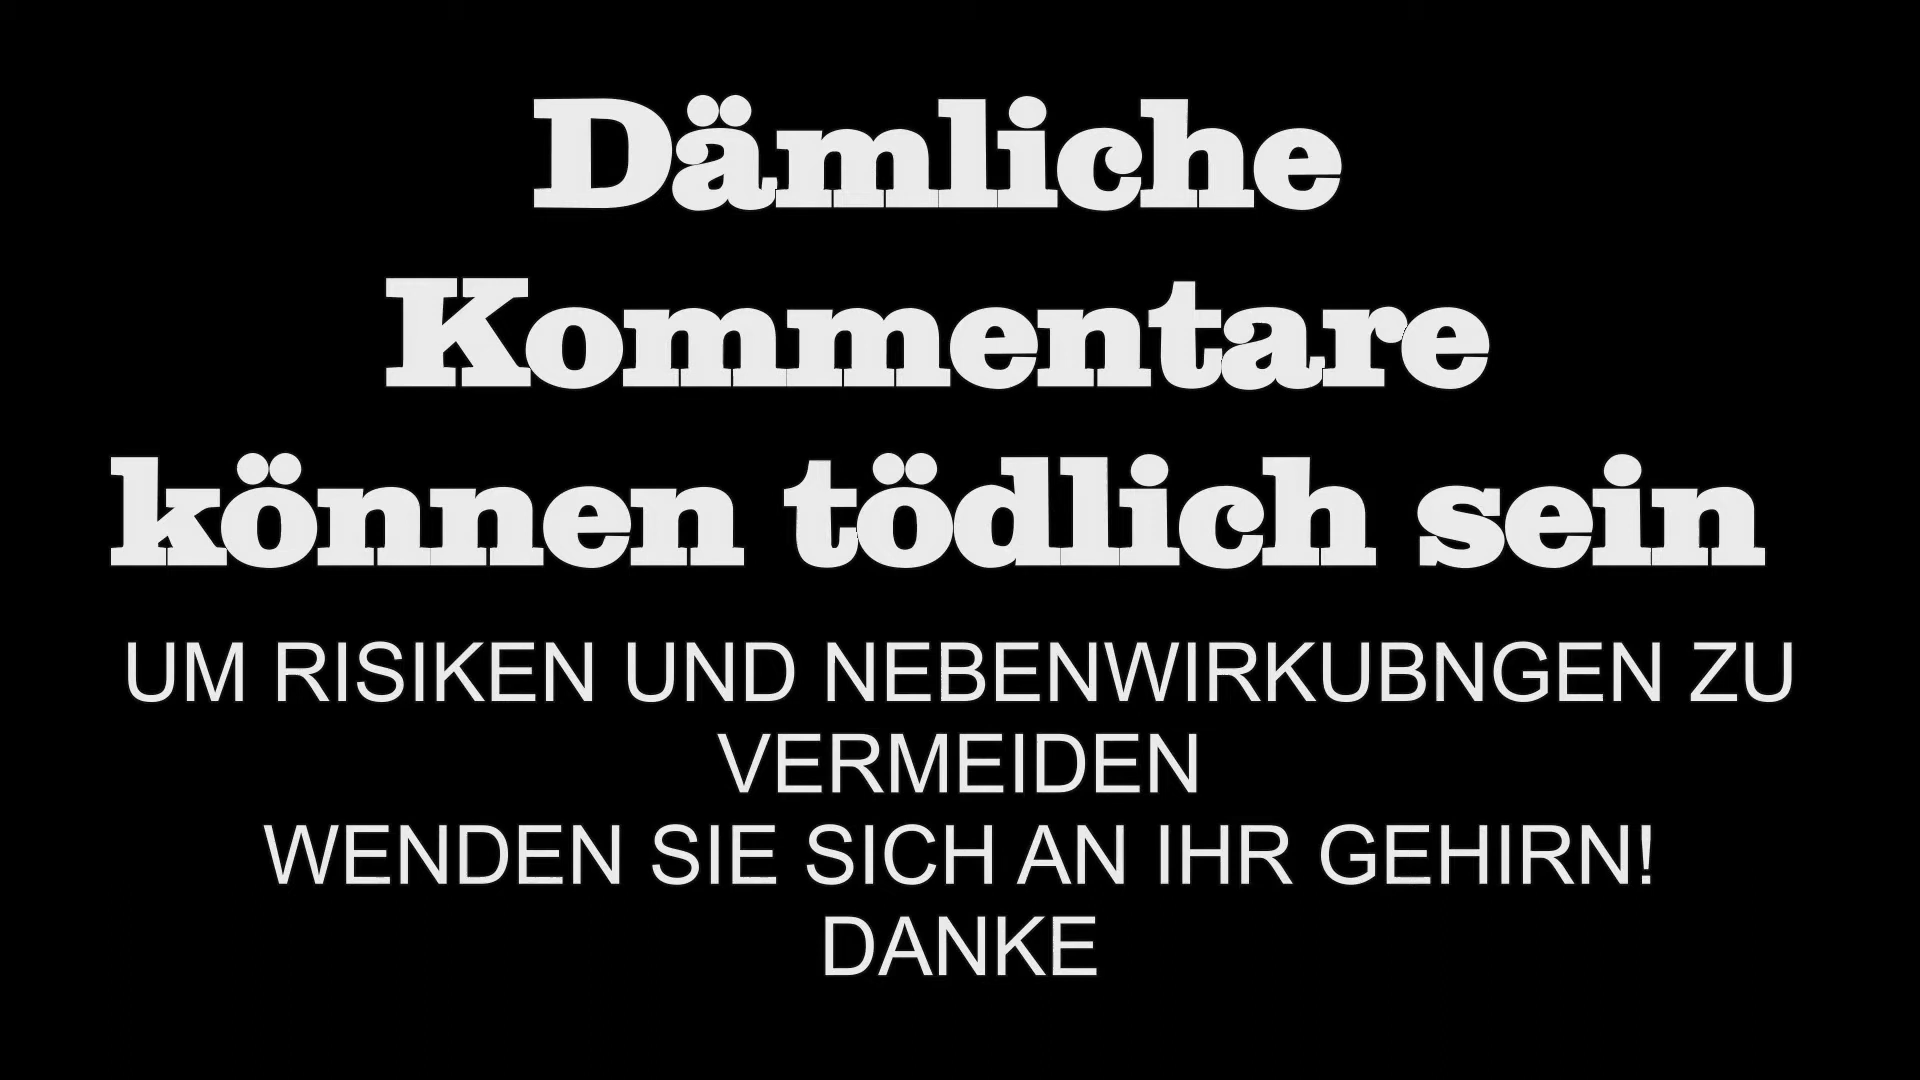 Dämliche
Kommentare
können tödlich sein
UM RISIKEN UND NEBENWIRKUBNGEN ZU
VERMEIDEN
WENDEN SIE SICH AN IHR GEHIRN!
DANKE